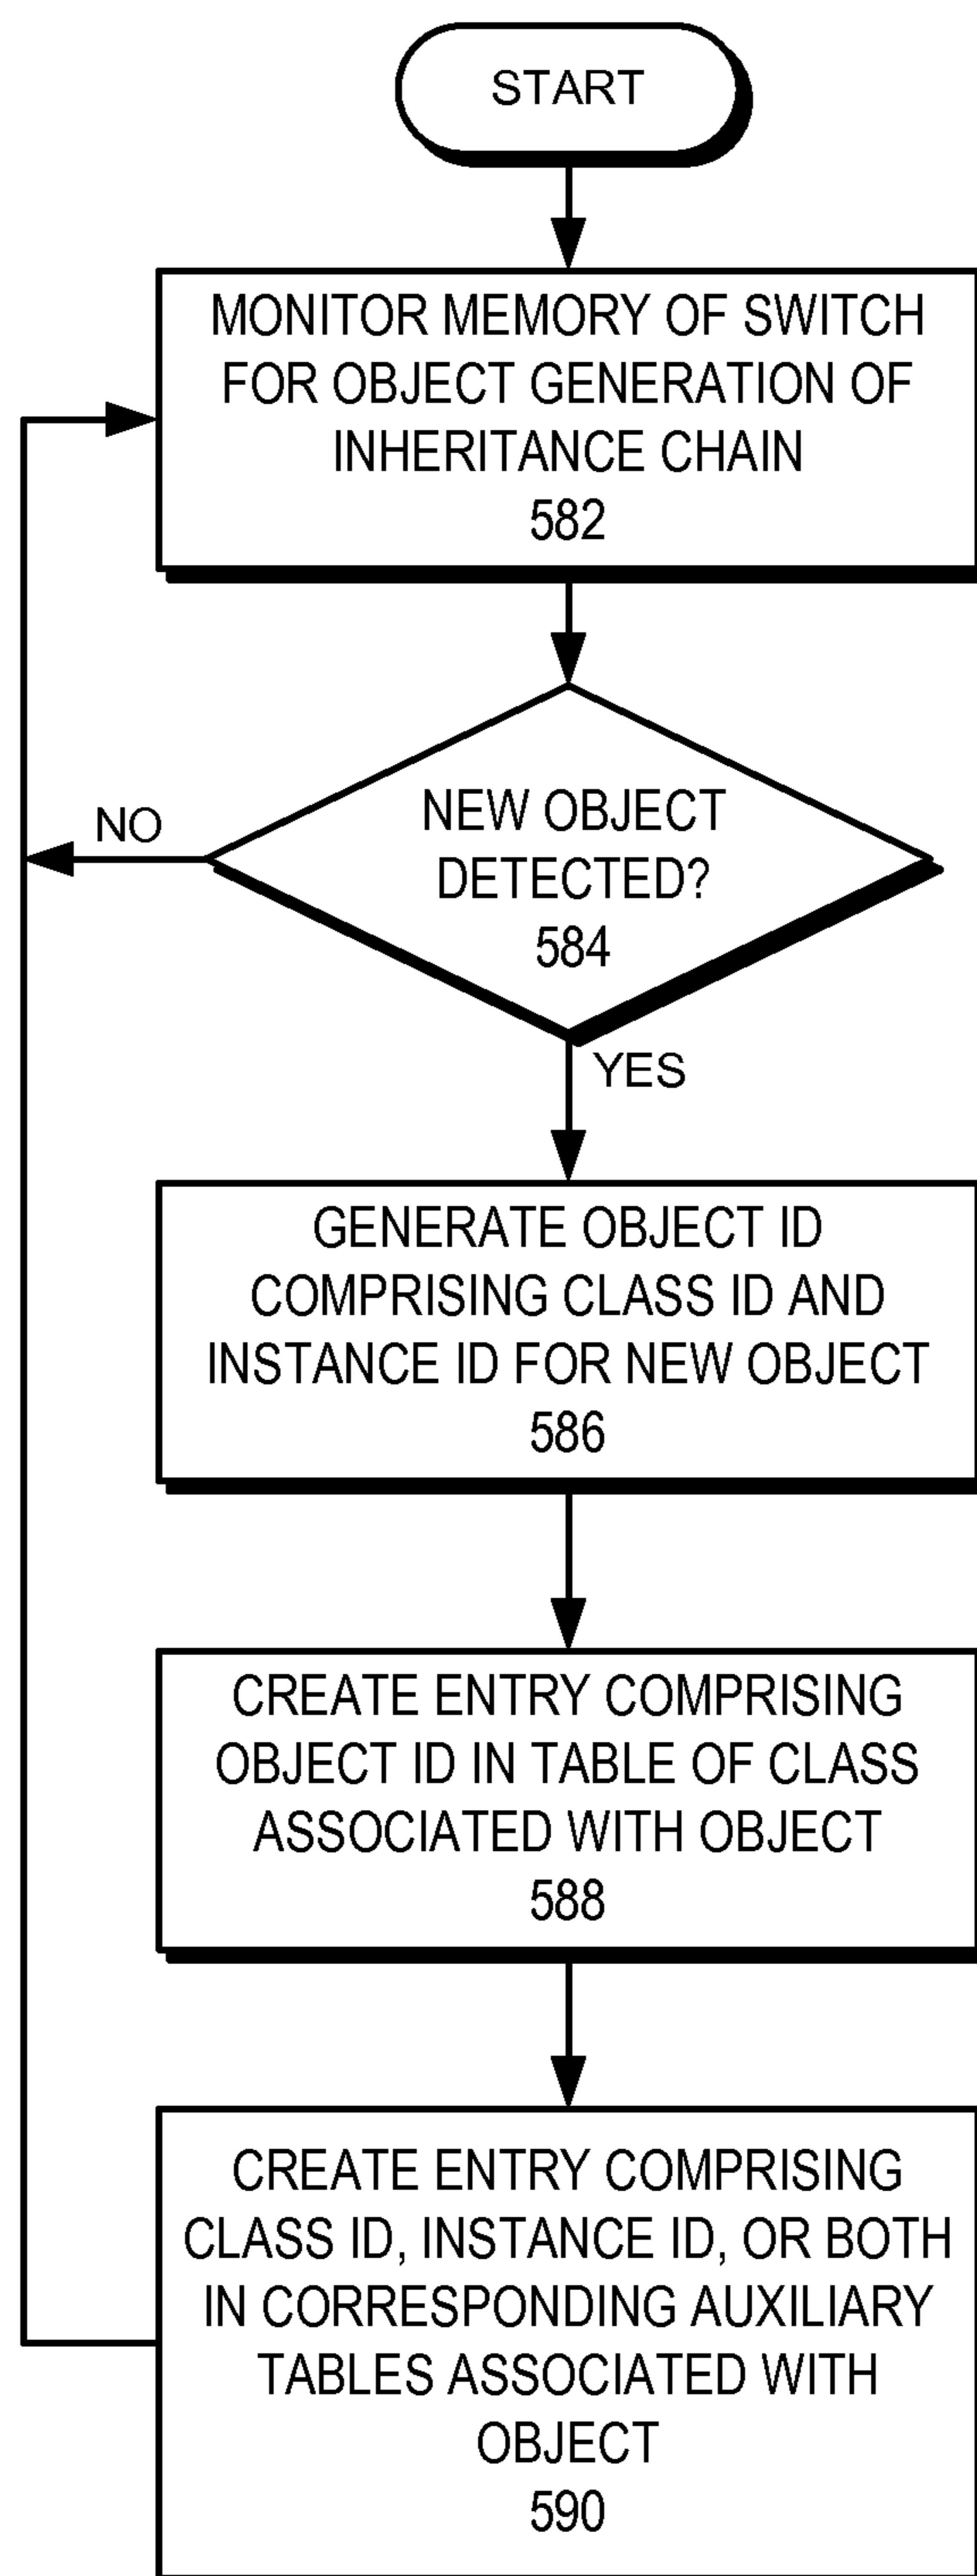 START
MONITOR MEMORY OF SWITCH
FOR OBJECT GENERATION OF
INHERITANCE CHAIN
582
NEW OBJECT
DETECTED?
584
NO
YES
GENERATE OBJECT ID
COMPRISING CLASS ID AND
INSTANCE ID FOR NEW OBJECT
586
CREATE ENTRY COMPRISING
OBJECT ID IN TABLE OF CLASS
ASSOCIATED WITH OBJECT
588
CREATE ENTRY COMPRISING
CLASS ID, INSTANCE ID, OR BOTH
IN CORRESPONDING AUXILIARY
TABLES ASSOCIATED WITH
OBJECT
590